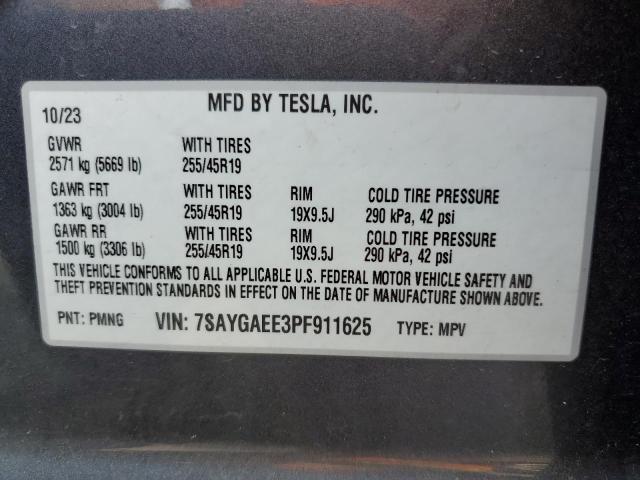 MFD BY TESLA, INC.
10/23
GVWR WITH TIRES
2571 kg (5669 lb) 255/45R19
GAWR FRT WITH TIRES RIM COLD TIRE PRESSURE
1363 kg (3004 lb) 255/45R19 19X9.5J 290 kPa, 42 psi
GAWR RR WITH TIRES RIM COLD TIRE PRESSURE
1500 kg (3306 lb) 255/45R19 19X9.5J 290 kPa, 42 psi
THIS VEHICLE CONFORMS TO ALL APPLICABLE U.S. FEDERAL MOTOR VEHICLE SAFETY AND
THEFT PREVENTION STANDARDS IN EFFECT ON THE DATE OF MANUFACTURE SHOWN ABOVE.
PNT: PMNG VIN: 7SAYGAEE3PF911625 TYPE: MPV